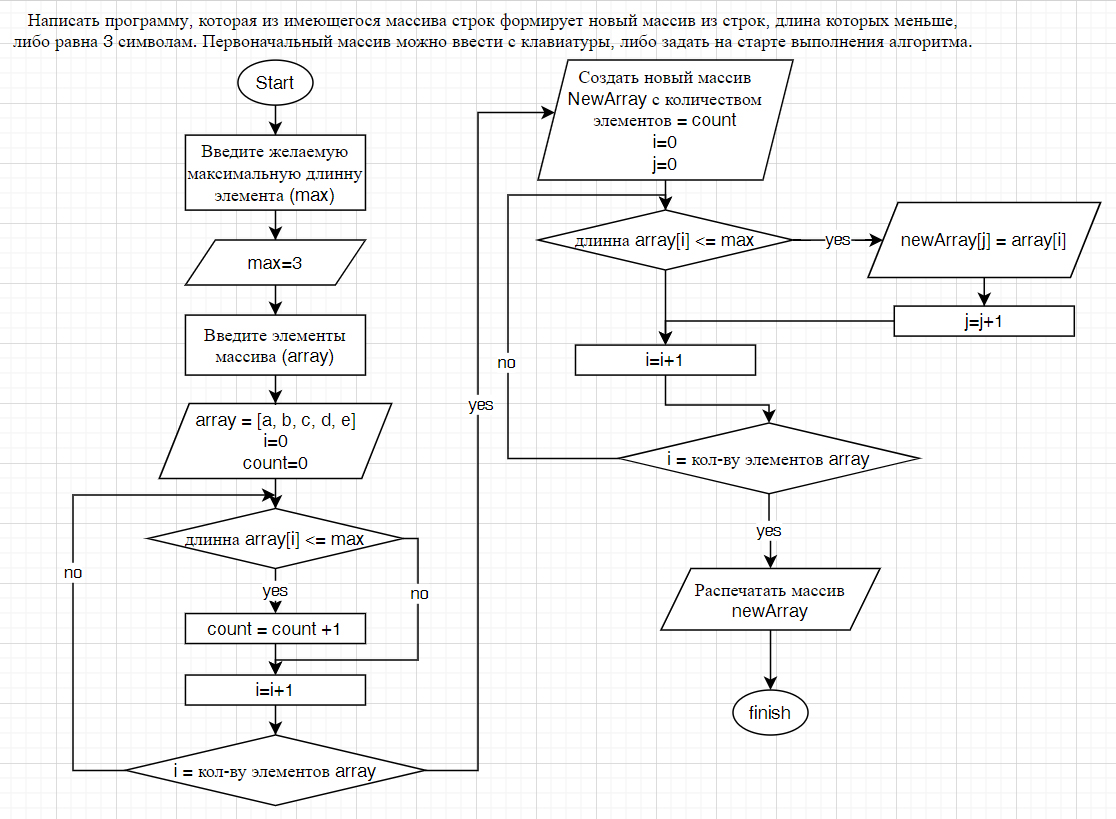 Написать программу, которая из имеющегося массива строк формирует новый массив из строк, длина которых меньше,
либо равна 3 символам. Первоначальный массив можно ввести с клавиатуры, либо задать на старте выполнения алгоритма.
Start
Введите желаемую
максимальную длинну
элемента (max)
max=3
Введите элементы
массива (array)
array = [a, b, c, d, e]
i=0
count=0
длинна array[i] <= max
no
yes
no
count = count +1
i=i+1
i = кол-ву элементов array
yes
Создать новый массив
NewArray с количеством
элементов = count
i=0
j=0
длинна array[i] <= max
yes
newArray[j] = array[i]
j=j+1
i=i+1
no
i = кол-ву элементов array
yes
Распечатать массив
newArray
finish